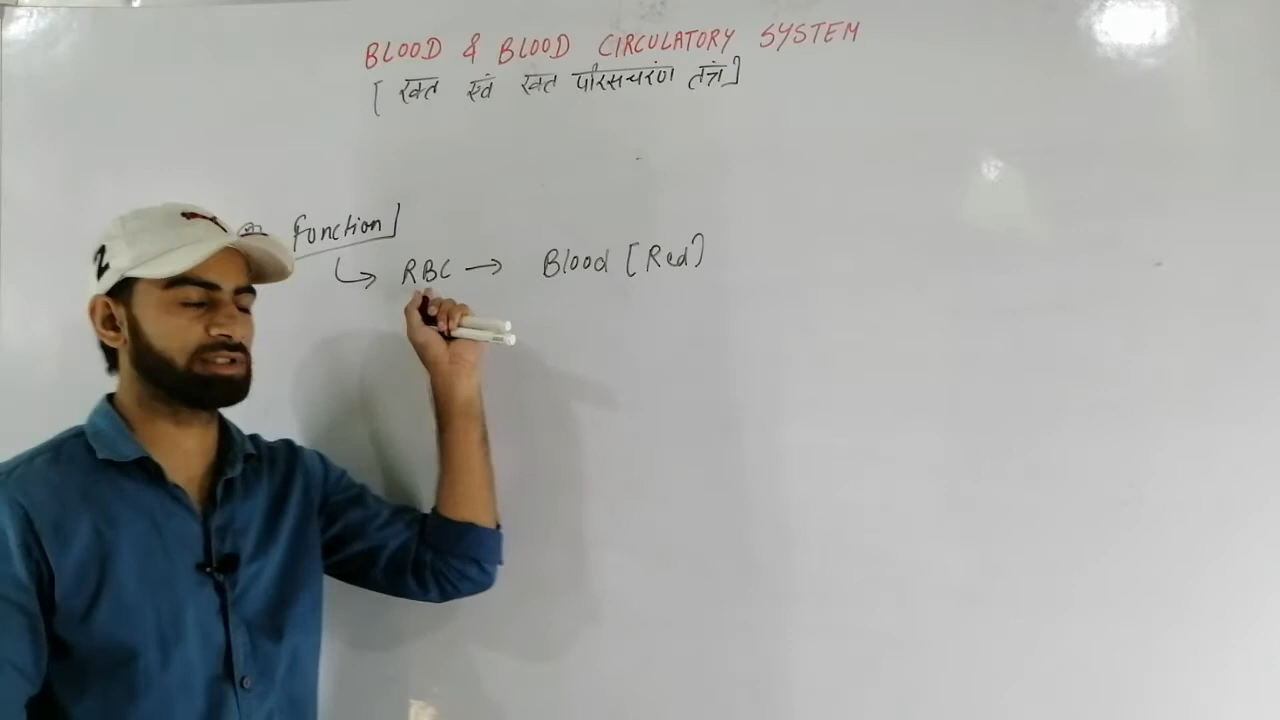 BLOOD & BLOOD CIRCULATORY SYSTEM
[ रक्त एवं रक्त परिसंचरण तंत्र ]
Function ]
↳ RBC → Blood [Red]